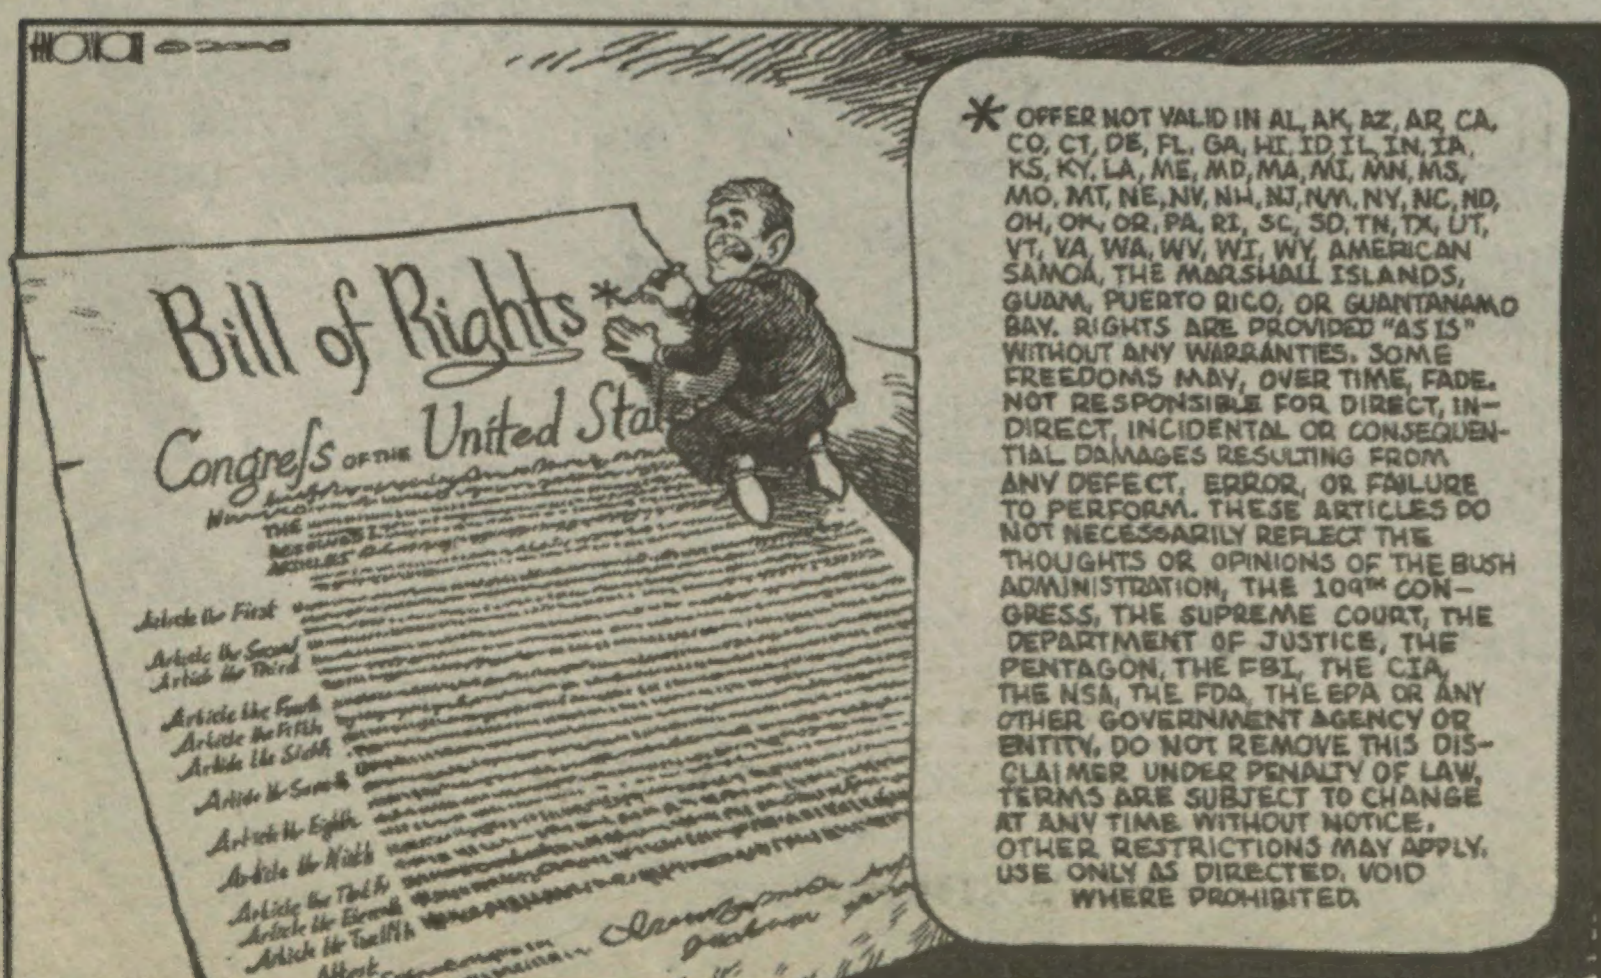 Bill of Rights *
Congreſs OF THE United Stat
THE
ARTICLES
Article the First
Article the Second
Article the Third
Article the Fourth
Article the Fifth
Article the Sixth
Article the Eighth
Article the Ninth
Article the Twelfth
Attest
* OFFER NOT VALID IN AL, AK, AZ, AR, CA,
CO, CT, DE, FL, GA, HI, ID, IL, IN, IA,
KS, KY, LA, ME, MD, MA, MI, MN, MS,
MO, MT, NE, NV, NH, NJ, NM, NY, NC, ND,
OH, OK, OR, PA, RI, SC, SD, TN, TX, UT,
VT, VA, WA, WV, WI, WY, AMERICAN
SAMOA, THE MARSHALL ISLANDS,
GUAM, PUERTO RICO, OR GUANTANAMO
BAY. RIGHTS ARE PROVIDED "AS IS"
WITHOUT ANY WARRANTIES. SOME
FREEDOMS MAY, OVER TIME, FADE.
NOT RESPONSIBLE FOR DIRECT, IN-
DIRECT, INCIDENTAL OR CONSEQUEN-
TIAL DAMAGES RESULTING FROM
ANY DEFECT, ERROR, OR FAILURE
TO PERFORM. THESE ARTICLES DO
NOT NECESSARILY REFLECT THE
THOUGHTS OR OPINIONS OF THE BUSH
ADMINISTRATION, THE 109TH CON-
GRESS, THE SUPREME COURT, THE
DEPARTMENT OF JUSTICE, THE
PENTAGON, THE FBI, THE CIA,
THE NSA, THE FDA, THE EPA OR ANY
OTHER GOVERNMENT AGENCY OR
ENTITY. DO NOT REMOVE THIS DIS-
CLAIMER UNDER PENALTY OF LAW.
TERMS ARE SUBJECT TO CHANGE
AT ANY TIME WITHOUT NOTICE.
OTHER RESTRICTIONS MAY APPLY.
USE ONLY AS DIRECTED. VOID
WHERE PROHIBITED.